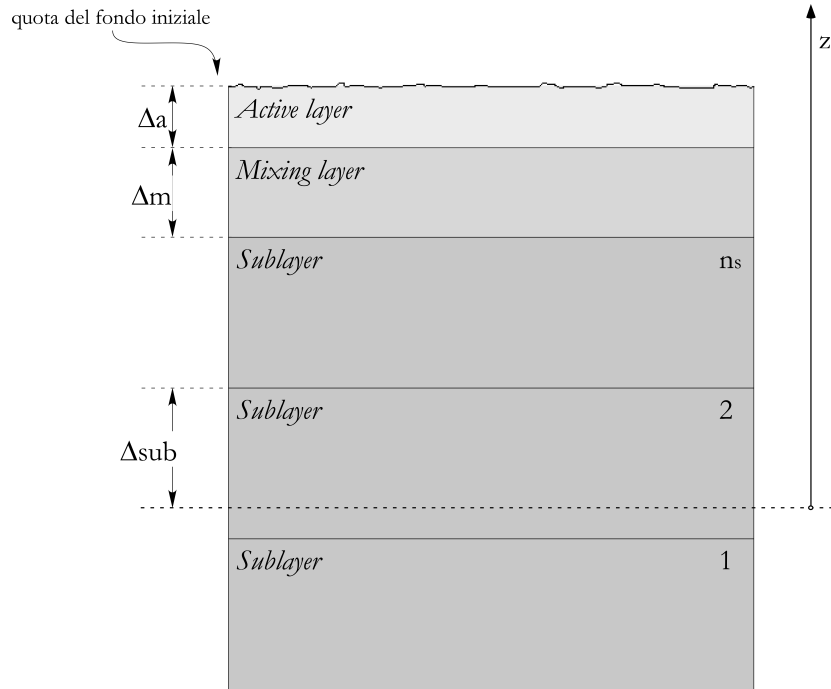 quota del fondo iniziale
z
Δa
Active layer
Δm
Mixing layer
Sublayer ns
Δsub
Sublayer 2
Sublayer 1